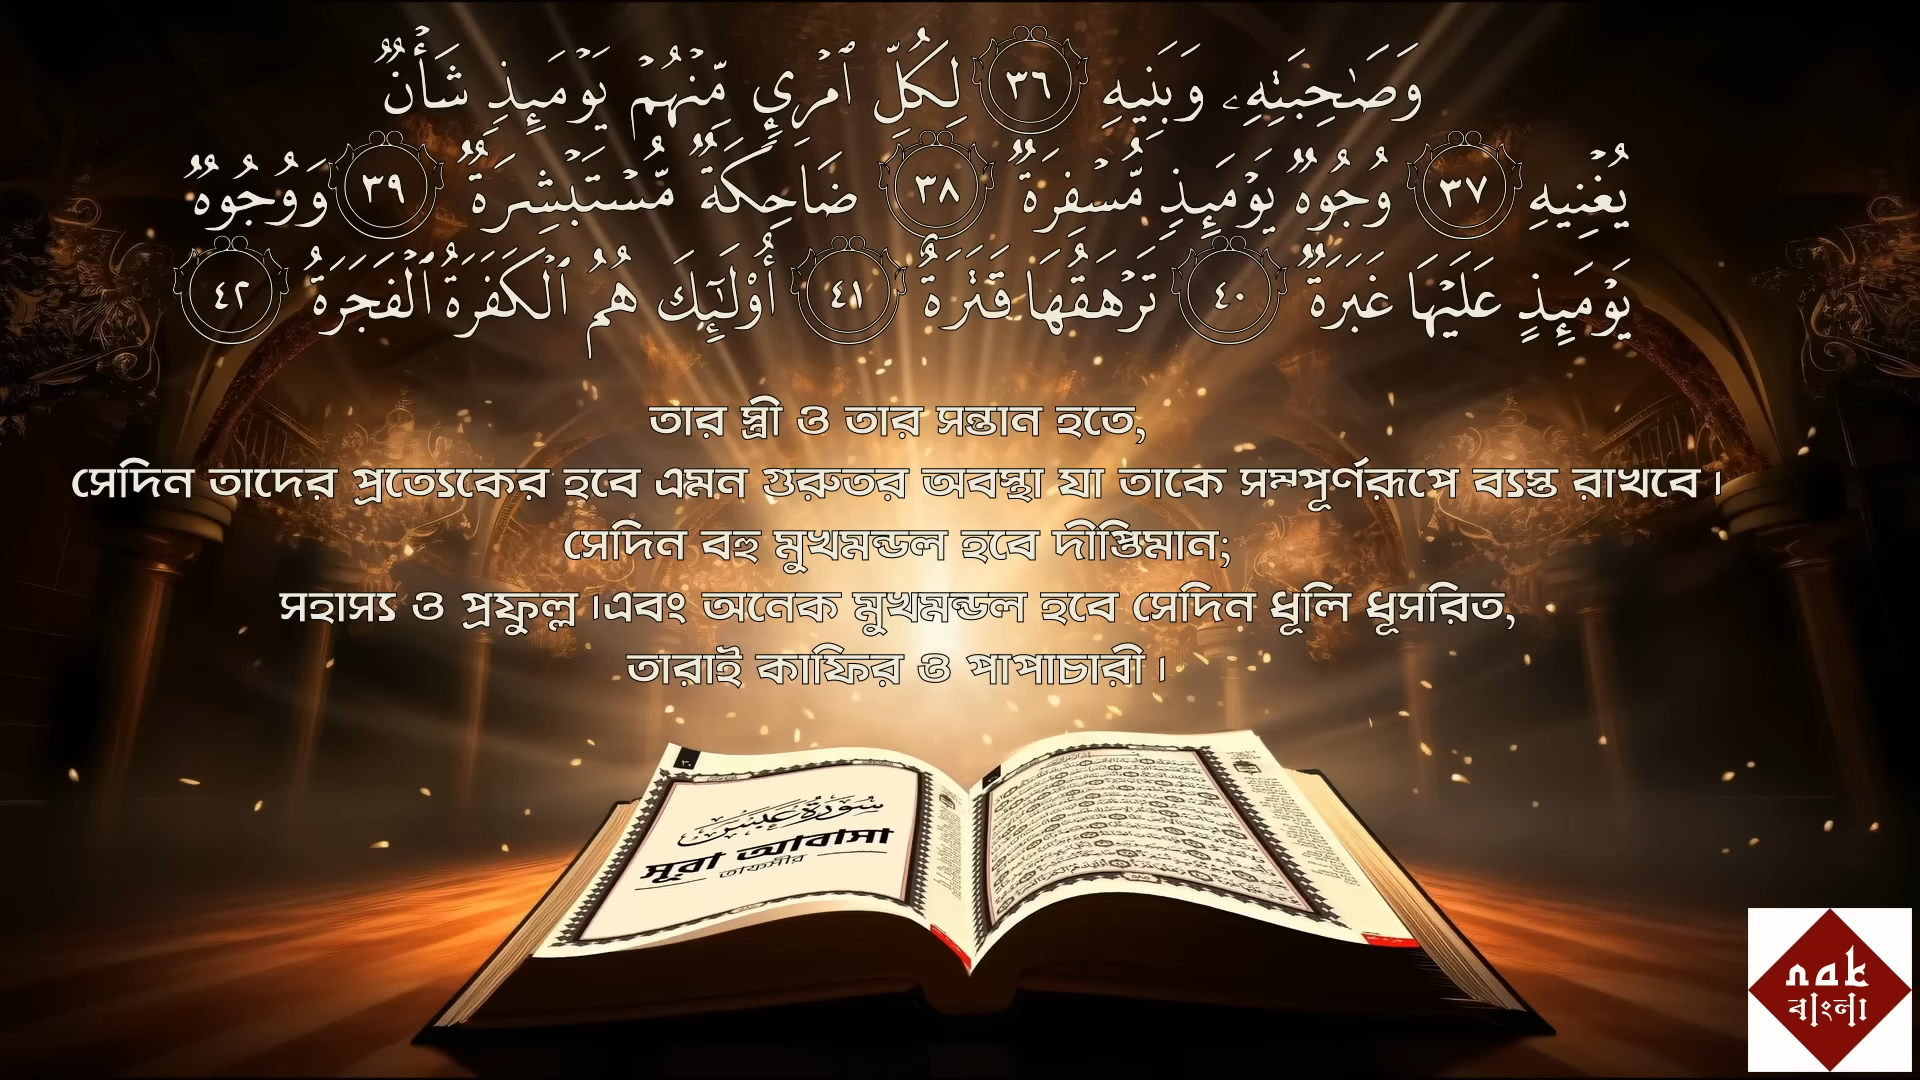 وَصَٰحِبَتِهِۦ وَبَنِيهِ ٣٦ لِكُلِّ ٱمْرِئٍ مِّنْهُمْ يَوْمَئِذٍ شَأْنٌ
يُغْنِيهِ ٣٧ وُجُوهٌ يَوْمَئِذٍ مُّسْفِرَةٌ ٣٨ ضَاحِكَةٌ مُّسْتَبْشِرَةٌ ٣٩ وَوُجُوهٌ
يَوْمَئِذٍ عَلَيْهَا غَبَرَةٌ ٤٠ تَرْهَقُهَا قَتَرَةٌ ٤١ أُوْلَٰٓئِكَ هُمُ ٱلْكَفَرَةُ ٱلْفَجَرَةُ ٤٢
তার স্ত্রী ও তার সন্তান হতে,
সেদিন তাদের প্রত্যেকের হবে এমন গুরুতর অবস্থা যা তাকে সম্পূর্ণরূপে ব্যস্ত রাখবে।
সেদিন বহু মুখমন্ডল হবে দীপ্তিমান;
সহাস্য ও প্রফুল্ল।এবং অনেক মুখমন্ডল হবে সেদিন ধূলি ধূসরিত,
তারাই কাফির ও পাপাচারী।
سُورَةُ عَبَسَ
সূরা আবাসা
তাফসীর
nak
বাংলা